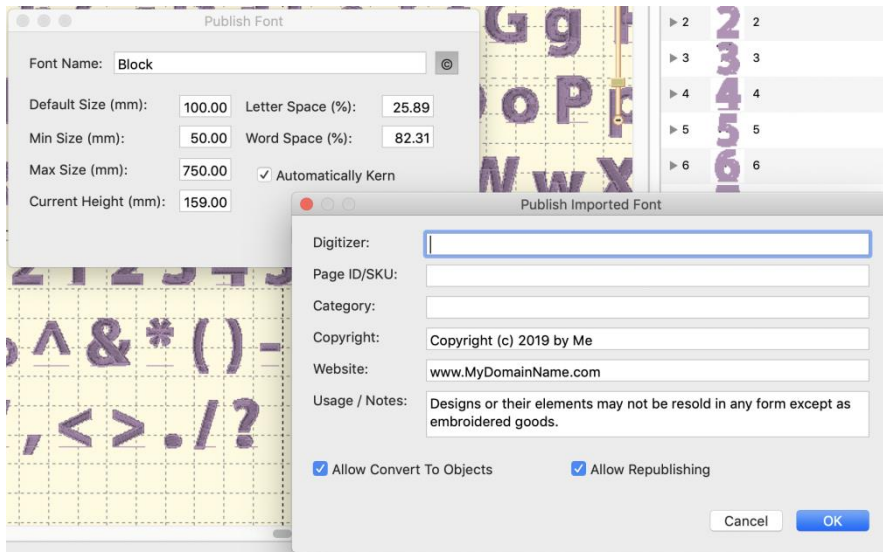 Publish Font
Font Name: Block ©
Default Size (mm): 100.00 Letter Space (%): 25.89
Min Size (mm): 50.00 Word Space (%): 82.31
Max Size (mm): 750.00 Automatically Kern
Current Height (mm): 159.00
G g
o P p
W w X
2 2
3 3
4 4
5 5
6 6
Publish Imported Font
Digitizer:
Page ID/SKU:
Category:
Copyright: Copyright (c) 2019 by Me
Website: www.MyDomainName.com
Usage / Notes: Designs or their elements may not be resold in any form except as
embroidered goods.
Allow Convert To Objects Allow Republishing
Cancel OK
^ & * ( ) -
, < > . / ?